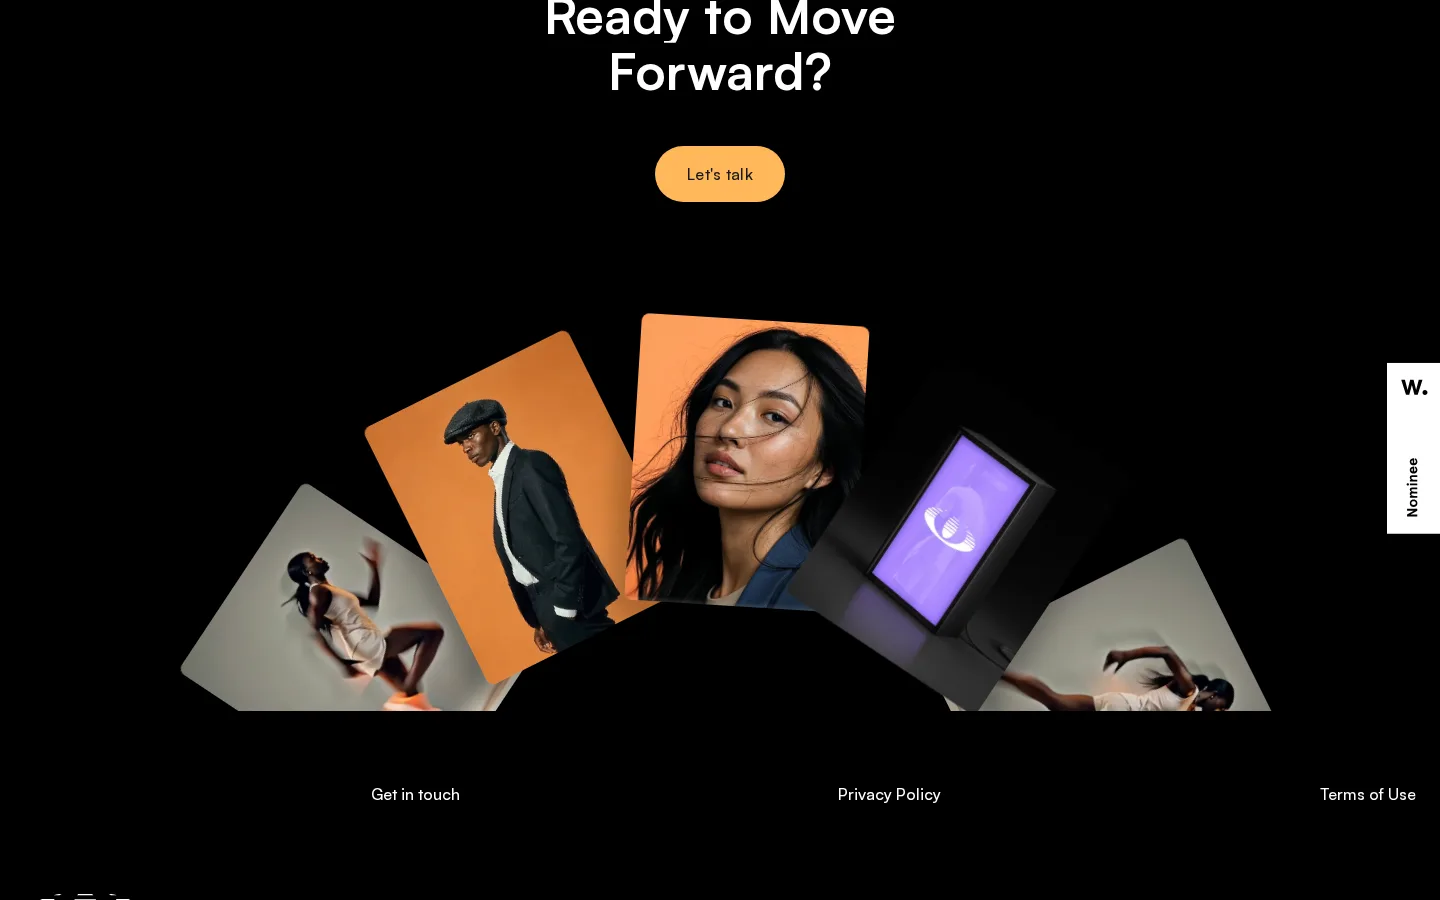 Ready to Move
Forward?
Let's talk
W.
Nominee
Get in touch
Privacy Policy
Terms of Use